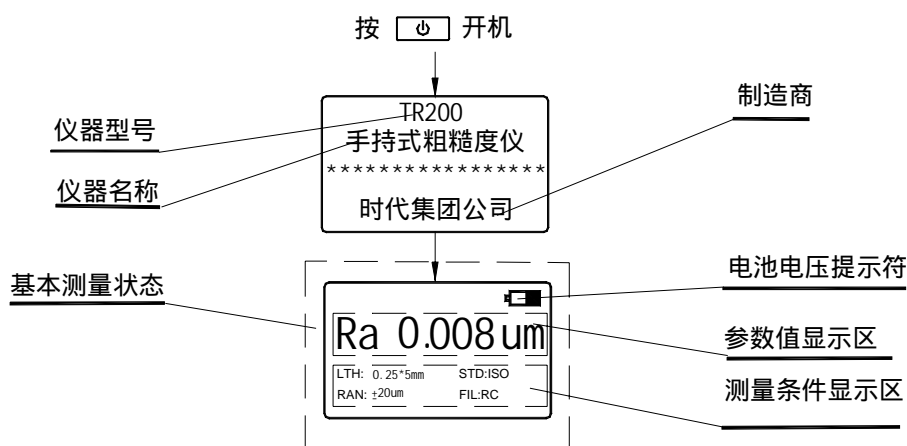 按 开机
制造商
TR200
仪器型号
手持式粗糙度仪
****************
仪器名称
时代集团公司
电池电压提示符
基本测量状态
Ra 0.008 um
参数值显示区
LTH: 0.25*5mm STD:ISO
测量条件显示区
RAN: ±20um FIL:RC